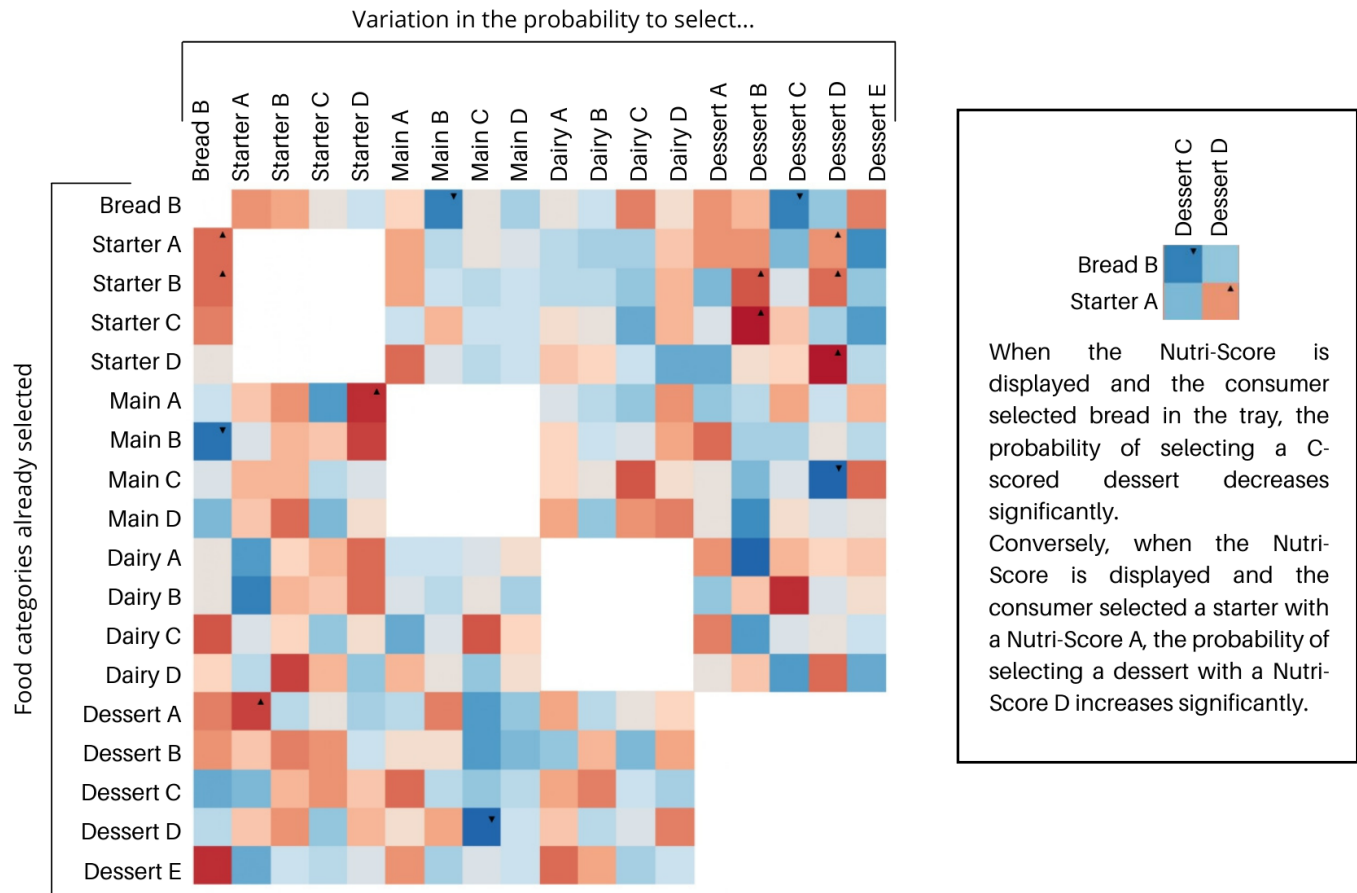 Variation in the probability to select...
Bread B
Starter A
Starter B
Starter C
Starter D
Main A
Main B
Main C
Main D
Dairy A
Dairy B
Dairy C
Dairy D
Dessert A
Dessert B
Dessert C
Dessert D
Dessert E
Food categories already selected
Bread B
Starter A
Starter B
Starter C
Starter D
Main A
Main B
Main C
Main D
Dairy A
Dairy B
Dairy C
Dairy D
Dessert A
Dessert B
Dessert C
Dessert D
Dessert E
Dessert C
Dessert D
Bread B
Starter A
When the Nutri-Score is
displayed and the consumer
selected bread in the tray, the
probability of selecting a C-
scored dessert decreases
significantly.
Conversely, when the Nutri-
Score is displayed and the
consumer selected a starter with
a Nutri-Score A, the probability of
selecting a dessert with a Nutri-
Score D increases significantly.